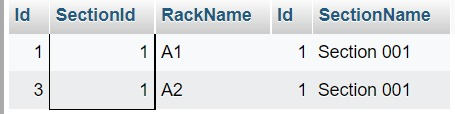 Id SectionId RackName Id SectionName
1 1 A1 1 Section 001
3 1 A2 1 Section 001